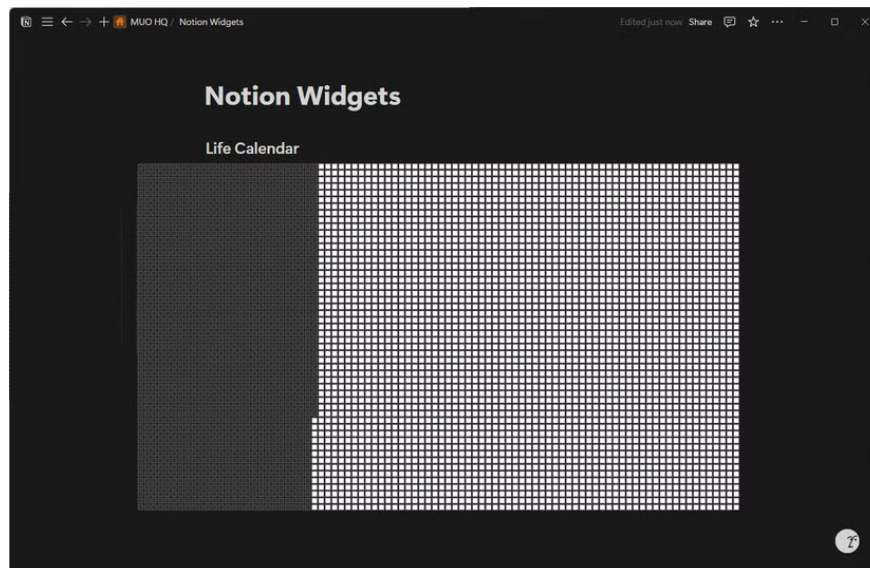 MUO HQ / Notion Widgets
Edited just now Share
Notion Widgets
Life Calendar